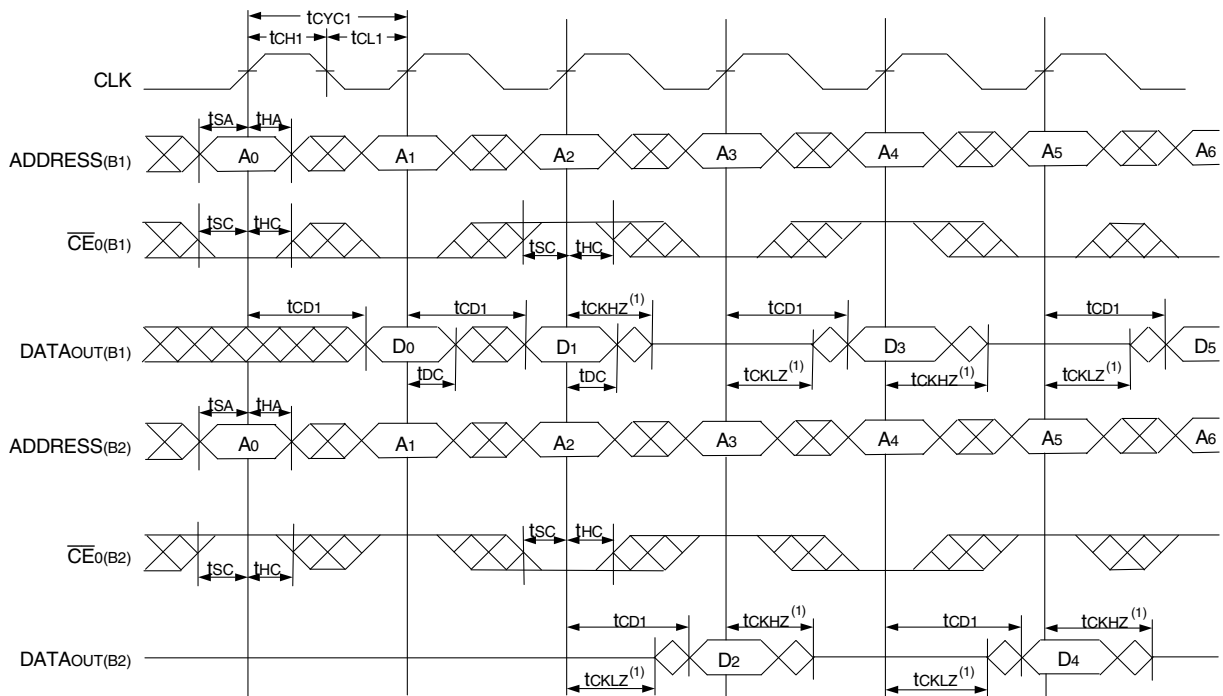 tCYC1
tCH1 tCL1
CLK
tSA tHA
ADDRESS(B1) A0 A1 A2 A3 A4 A5 A6
tSC tHC
CE0(B1) tSC tHC
tCD1 tCD1 tCKHZ(1) tCD1 tCD1
DATAOUT(B1) D0 D1 D3 D5
tDC tDC tCKLZ(1) tCKHZ(1) tCKLZ(1)
tSA tHA
ADDRESS(B2) A0 A1 A2 A3 A4 A5 A6
tSC tHC
CE0(B2)
tSC tHC
tCD1 tCKHZ(1) tCD1 tCKHZ(1)
DATAOUT(B2) D2 D4
tCKLZ(1) tCKLZ(1)